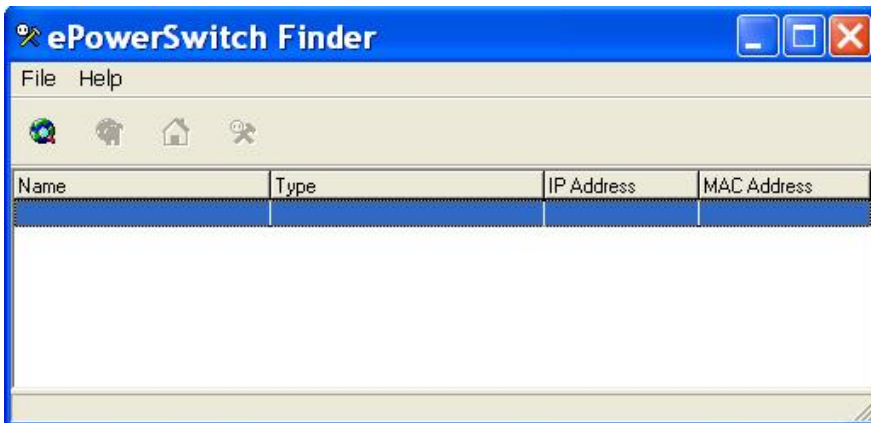 ePowerSwitch Finder
File Help
Name Type IP Address MAC Address